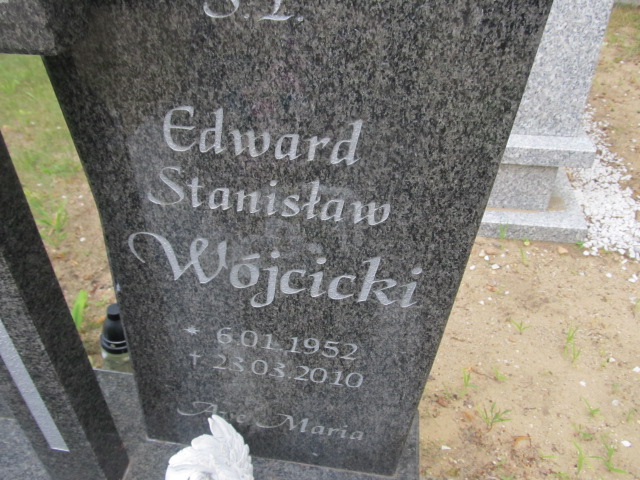 Ś.P.
Edward
Stanisław
Wójcicki
* 6.01.1952
† 23.03.2010
Ave Maria